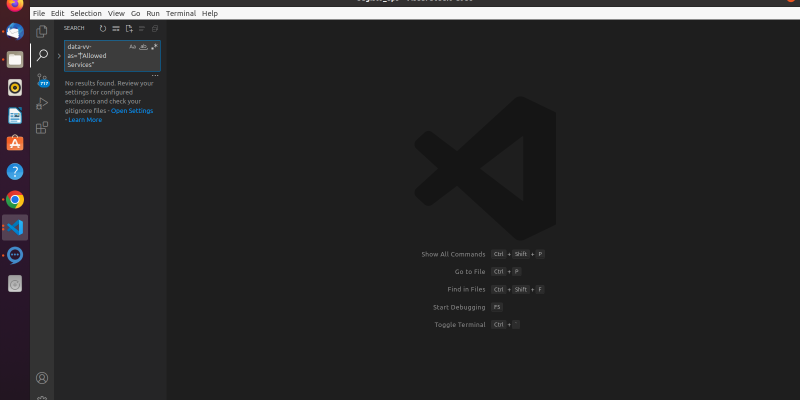 File Edit Selection View Go Run Terminal Help
SEARCH
data-vv-
as="'"Allowed
Services"
Aa
ab
No results found. Review your
settings for configured
exclusions and check your
gitignore files - Open Settings
- Learn More
Show All Commands Ctrl + Shift + P
Go to File Ctrl + P
Find in Files Ctrl + Shift + F
Start Debugging F5
Toggle Terminal Ctrl + `